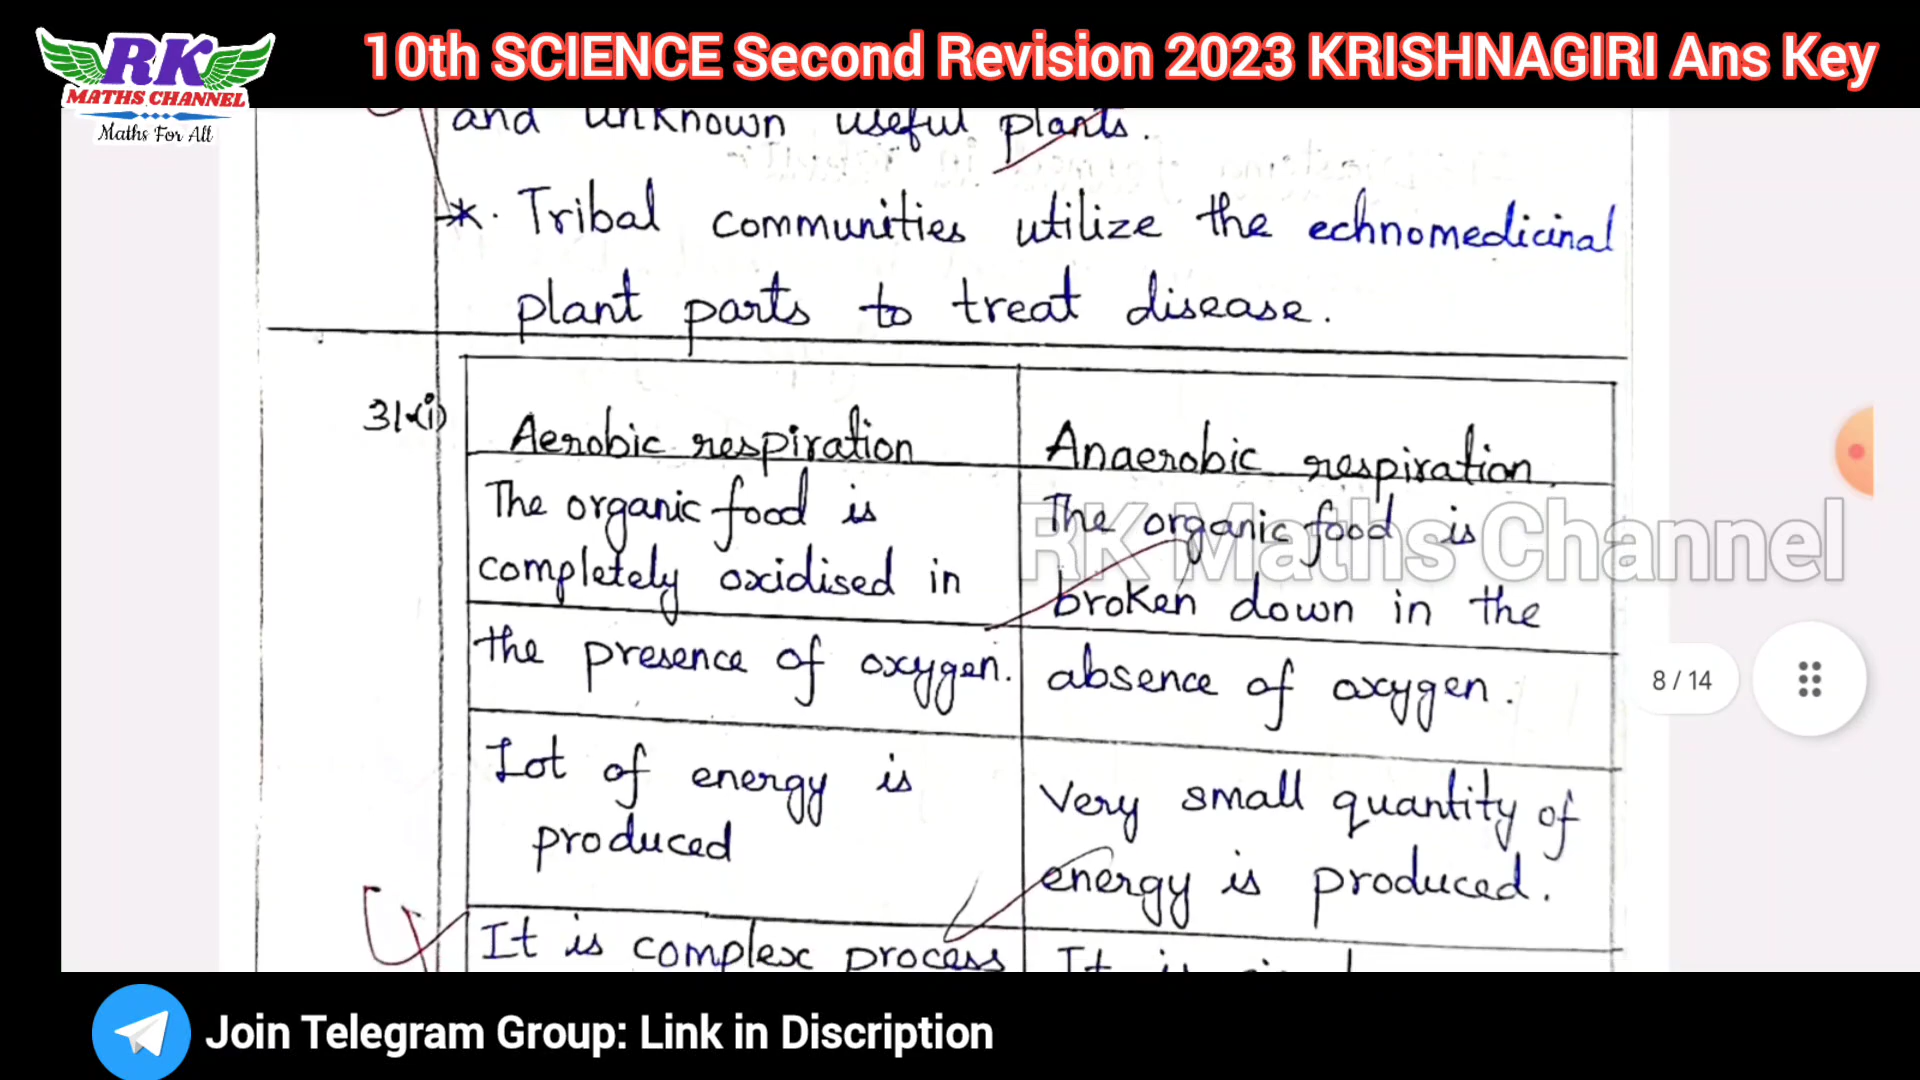 RK
MATHS CHANNEL
Maths For All
10th SCIENCE Second Revision 2023 KRISHNAGIRI Ans Key
and unknown useful plants.
*. Tribal communities utilize the echnomedicinal
plant parts to treat disease.
31.(i)
Aerobic respiration
Anaerobic respiration.
The organic food is
completely oxidised in
the presence of oxygen.
The organic food is
broken down in the
absence of oxygen.
Lot of energy is
produced
Very small quantity of
energy is produced.
It is complex process
It is
RK Maths Channel
8 / 14
Join Telegram Group: Link in Discription